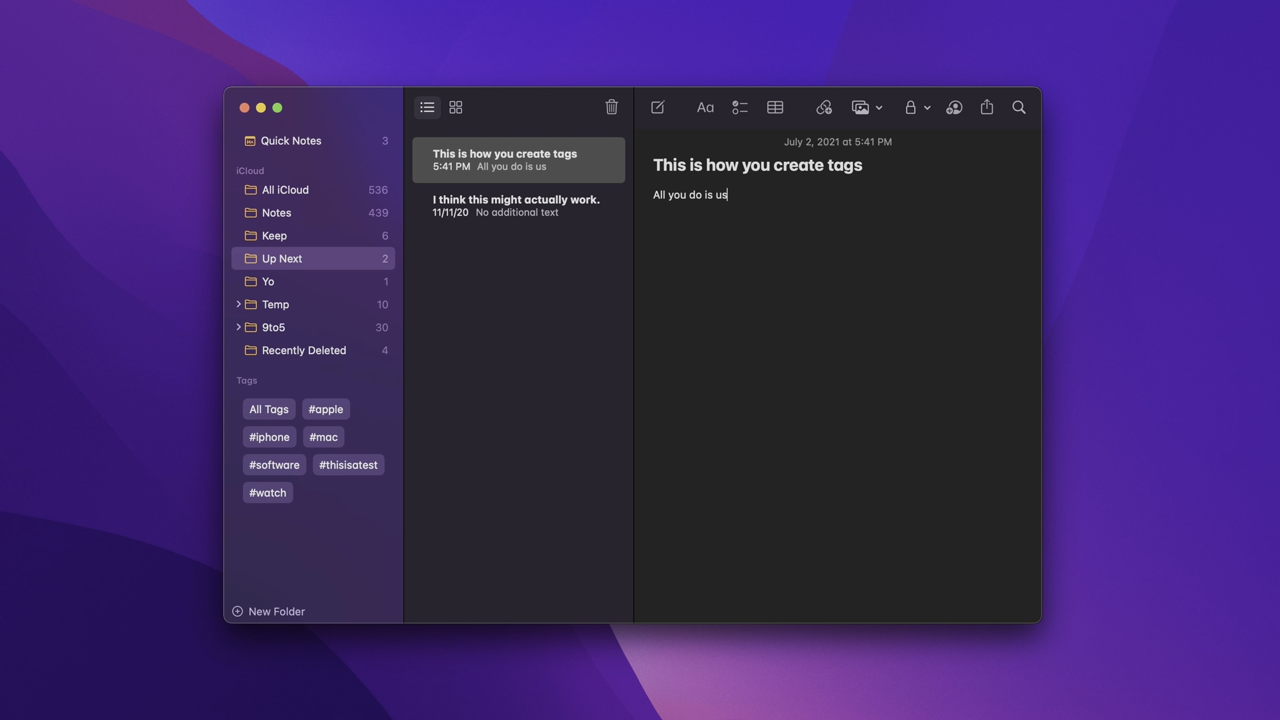 Quick Notes 3
iCloud
All iCloud 536
Notes 439
Keep 6
Up Next 2
Yo 1
Temp 10
9to5 30
Recently Deleted 4
Tags
All Tags #apple
#iphone #mac
#software #thisisatest
#watch
New Folder
This is how you create tags
5:41 PM All you do is us
I think this might actually work.
11/11/20 No additional text
Aa
July 2, 2021 at 5:41 PM
This is how you create tags
All you do is us